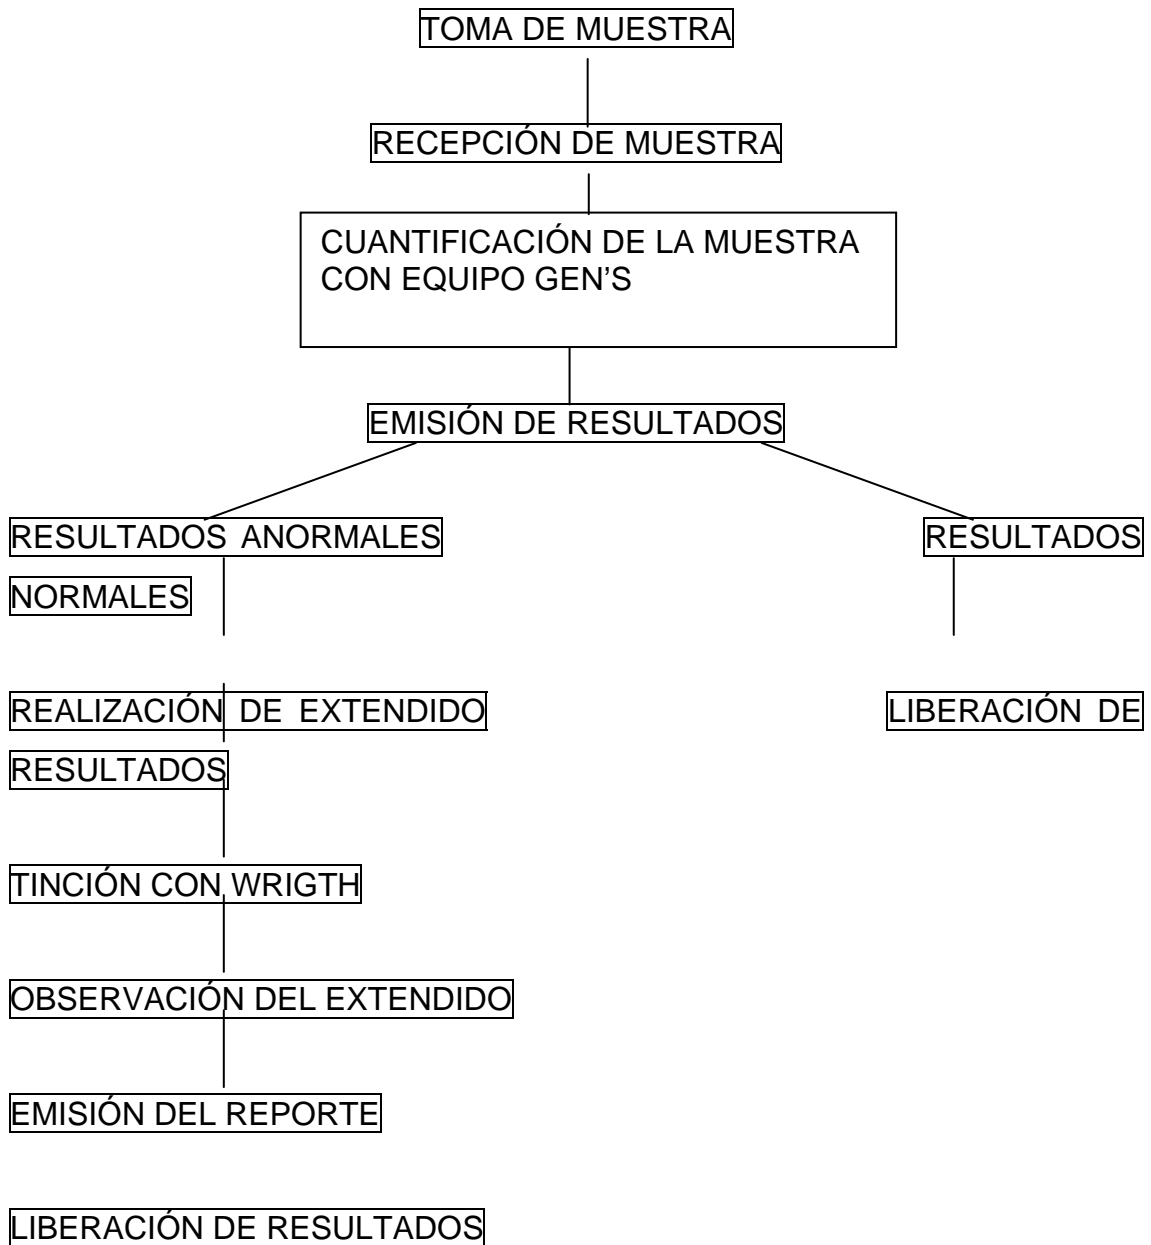 TOMA DE MUESTRA
RECEPCIÓN DE MUESTRA
CUANTIFICACIÓN DE LA MUESTRA
CON EQUIPO GEN’S
EMISIÓN DE RESULTADOS
RESULTADOS ANORMALES RESULTADOS
NORMALES
REALIZACIÓN DE EXTENDIDO LIBERACIÓN DE
RESULTADOS
TINCIÓN CON WRIGTH
OBSERVACIÓN DEL EXTENDIDO
EMISIÓN DEL REPORTE
LIBERACIÓN DE RESULTADOS